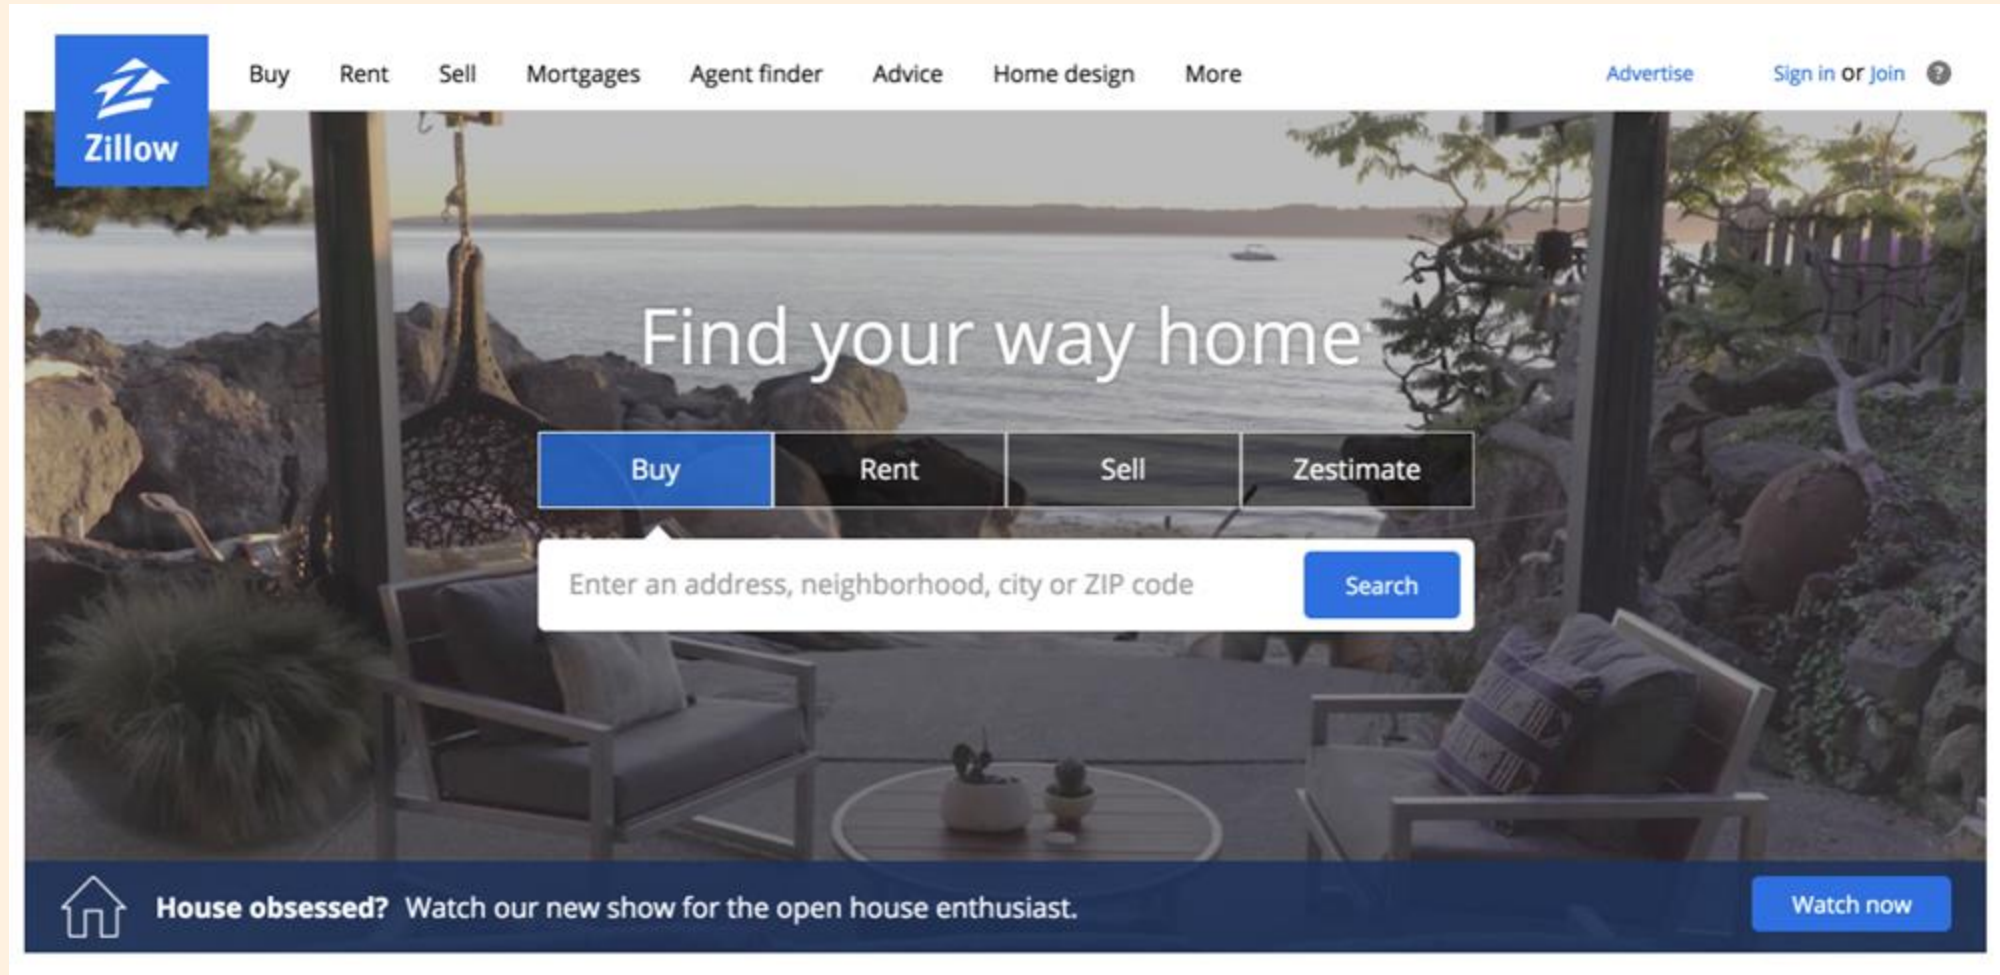 Zillow
Buy Rent Sell Mortgages Agent finder Advice Home design More Advertise Sign in or Join ?
Find your way home
Buy Rent Sell Zestimate
Enter an address, neighborhood, city or ZIP code Search
House obsessed? Watch our new show for the open house enthusiast. Watch now